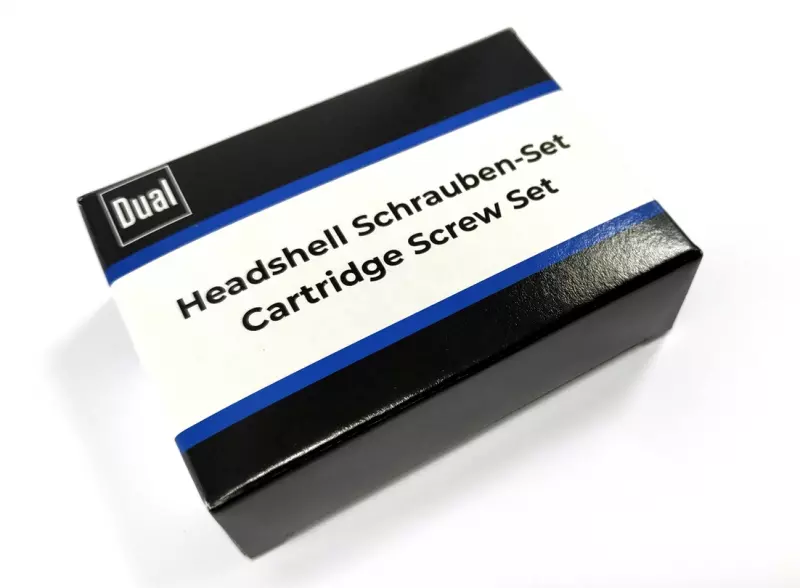 Dual
Headshell Schrauben-Set
Cartridge Screw Set